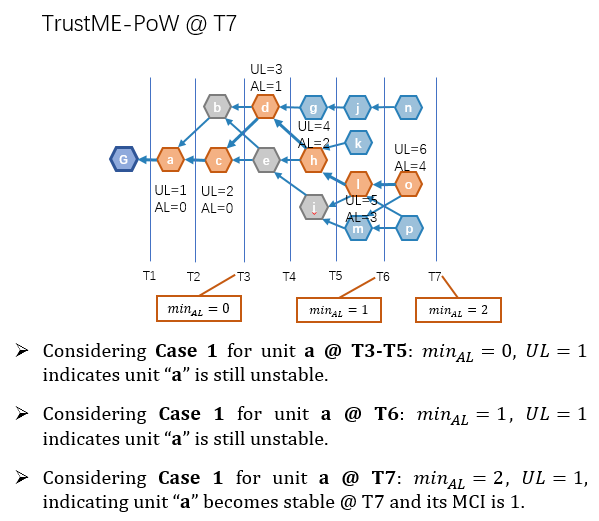 TrustME-PoW @ T7
UL=3
AL=1
b
d
g
j
n
UL=4
AL=2
k
UL=6
AL=4
G
a
c
e
h
l
o
UL=1
AL=0
UL=2
AL=0
i
UL=5
AL=3
m
p
T1
T2
T3
T4
T5
T6
T7
min_AL = 0
min_AL = 1
min_AL = 2
➢ Considering Case 1 for unit a @ T3-T5: min_AL = 0, UL = 1
indicates unit “a” is still unstable.
➢ Considering Case 1 for unit a @ T6: min_AL = 1, UL = 1
indicates unit “a” is still unstable.
➢ Considering Case 1 for unit a @ T7: min_AL = 2, UL = 1,
indicating unit “a” becomes stable @ T7 and its MCI is 1.